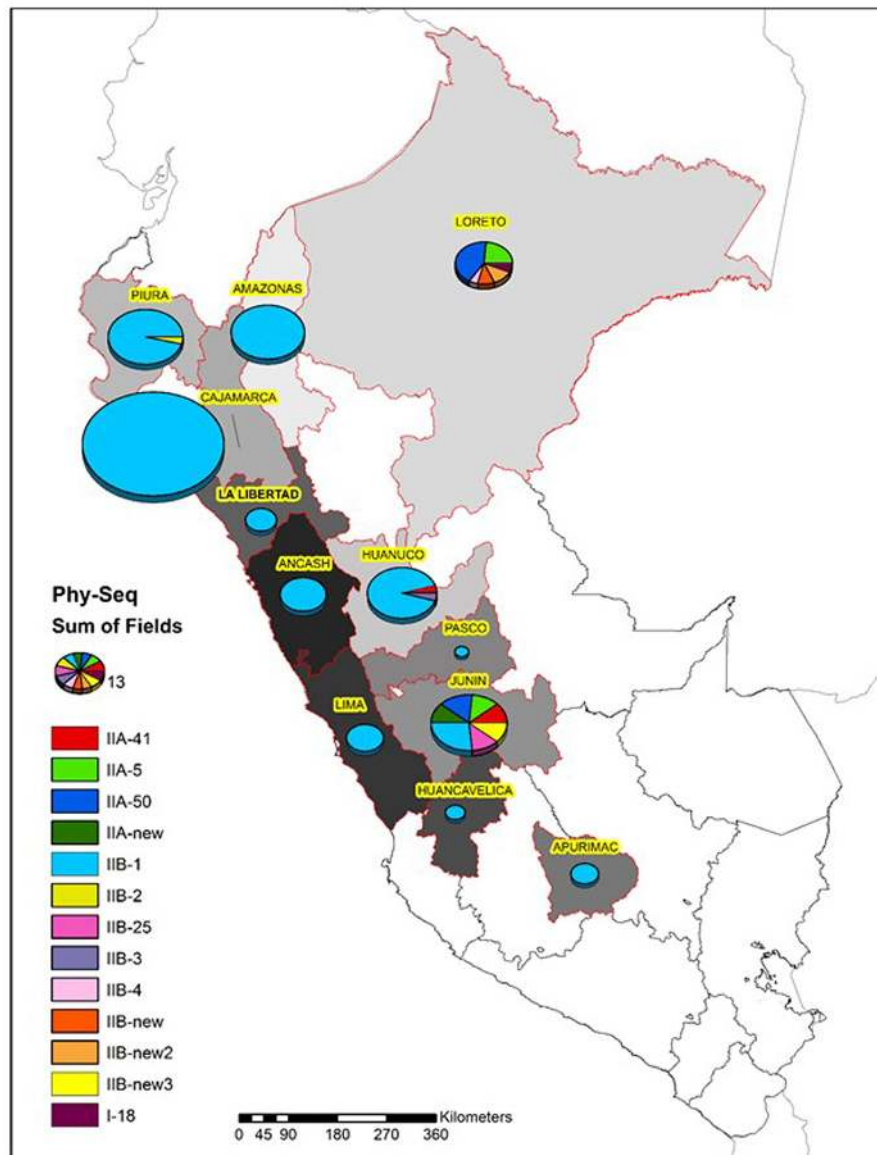 LORETO
AMAZONAS
PIURA
CAJAMARCA
LA LIBERTAD
ANCASH
HUANUCO
PASCO
JUNIN
LIMA
HUANCAVELICA
APURIMAC
Phy-Seq
Sum of Fields
13
IIA-41
IIA-5
IIA-50
IIA-new
IIB-1
IIB-2
IIB-25
IIB-3
IIB-4
IIB-new
IIB-new2
IIB-new3
I-18
Kilometers
0 45 90 180 270 360